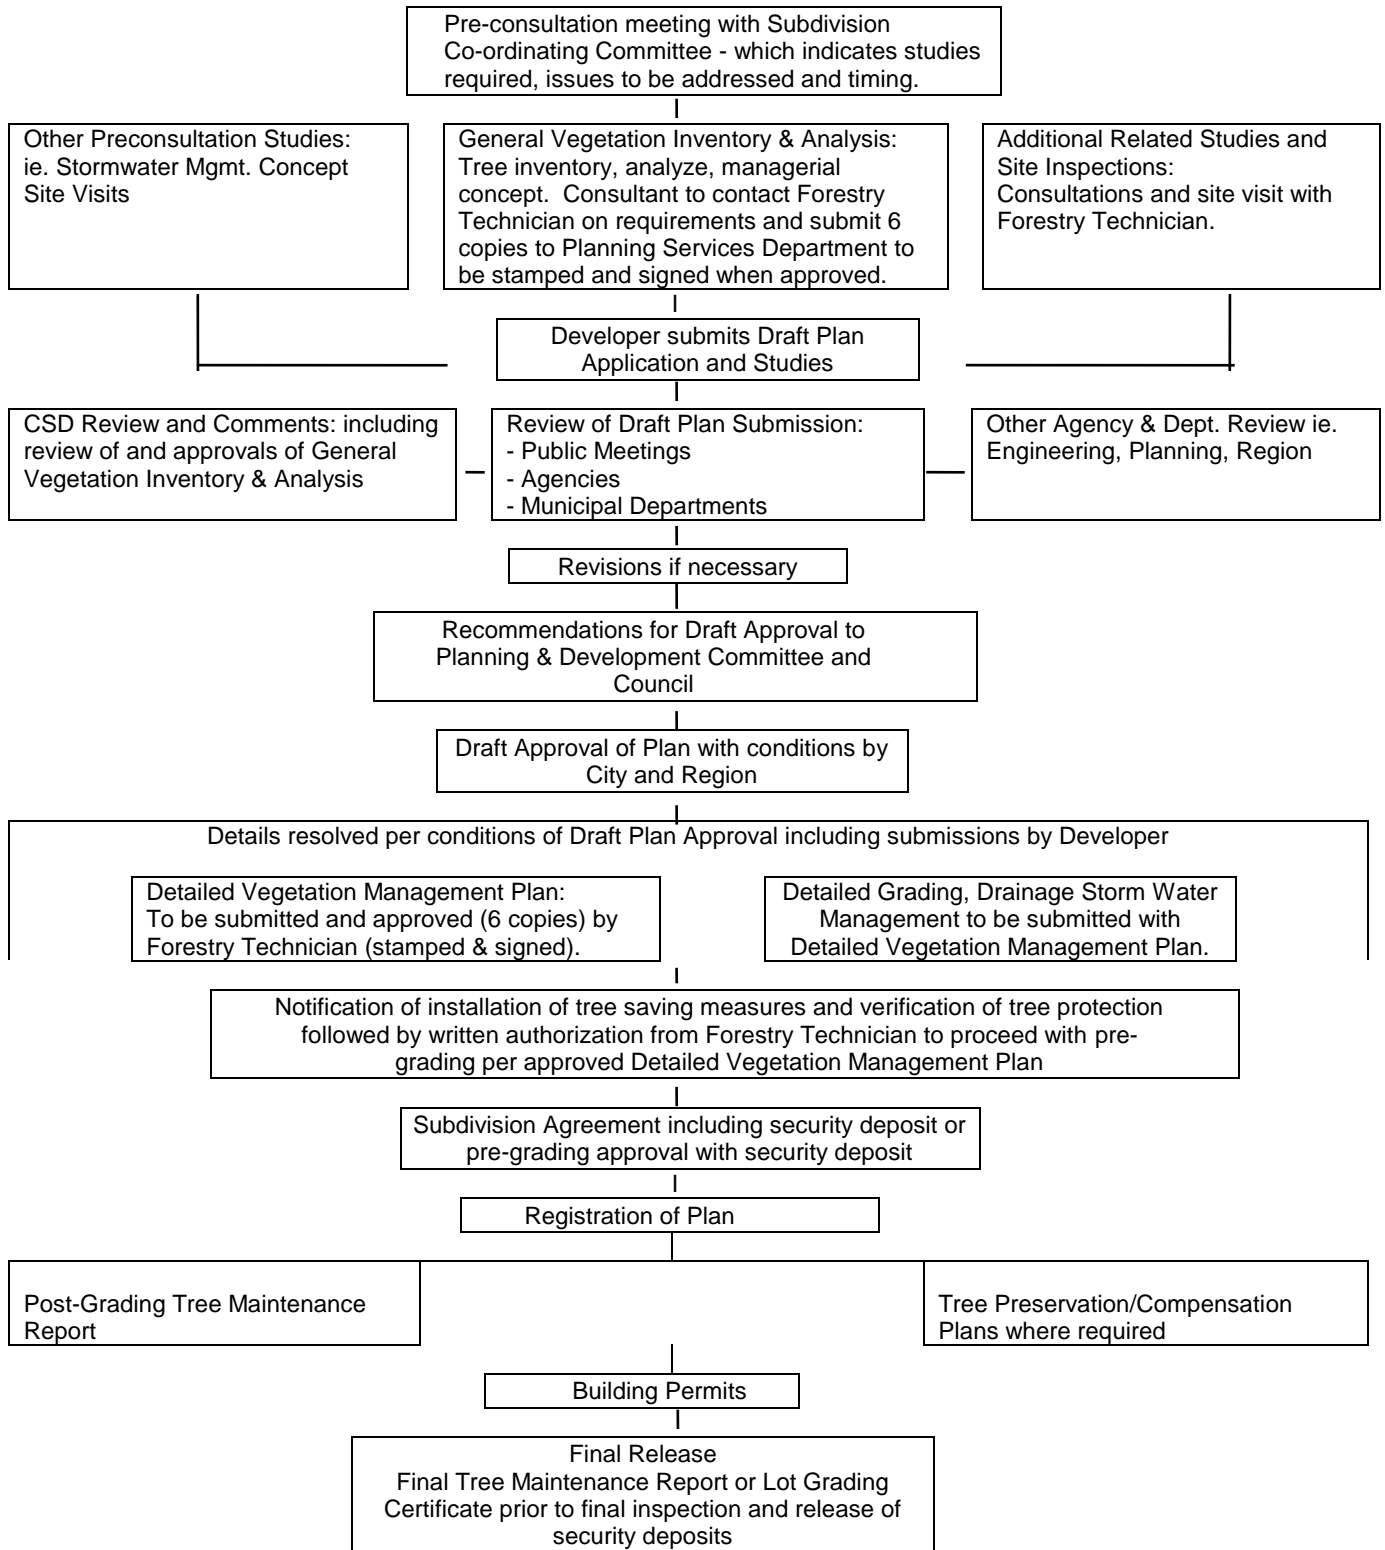 Pre-consultation meeting with Subdivision
Co-ordinating Committee - which indicates studies
required, issues to be addressed and timing.
Other Preconsultation Studies:
ie. Stormwater Mgmt. Concept
Site Visits
General Vegetation Inventory & Analysis:
Tree inventory, analyze, managerial
concept. Consultant to contact Forestry
Technician on requirements and submit 6
copies to Planning Services Department to
be stamped and signed when approved.
Additional Related Studies and
Site Inspections:
Consultations and site visit with
Forestry Technician.
Developer submits Draft Plan
Application and Studies
CSD Review and Comments: including
review of and approvals of General
Vegetation Inventory & Analysis
Review of Draft Plan Submission:
- Public Meetings
- Agencies
- Municipal Departments
Other Agency & Dept. Review ie.
Engineering, Planning, Region
Revisions if necessary
Recommendations for Draft Approval to
Planning & Development Committee and
Council
Draft Approval of Plan with conditions by
City and Region
Details resolved per conditions of Draft Plan Approval including submissions by Developer
Detailed Vegetation Management Plan:
To be submitted and approved (6 copies) by
Forestry Technician (stamped & signed).
Detailed Grading, Drainage Storm Water
Management to be submitted with
Detailed Vegetation Management Plan.
Notification of installation of tree saving measures and verification of tree protection
followed by written authorization from Forestry Technician to proceed with pre-
grading per approved Detailed Vegetation Management Plan
Subdivision Agreement including security deposit or
pre-grading approval with security deposit
Registration of Plan
Post-Grading Tree Maintenance
Report
Tree Preservation/Compensation
Plans where required
Building Permits
Final Release
Final Tree Maintenance Report or Lot Grading
Certificate prior to final inspection and release of
security deposits